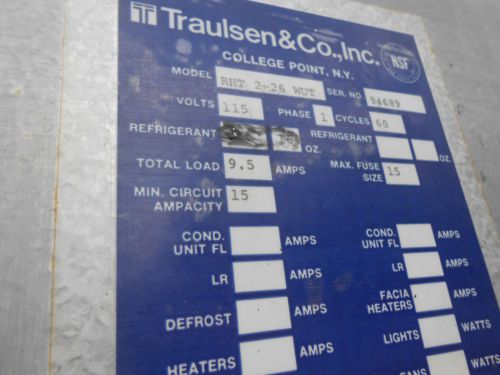 Traulsen & Co., Inc.
COLLEGE POINT, N.Y.
NSF
MODEL RHT 2-26 WUT SER. NO. 94689
VOLTS 115 PHASE 1 CYCLES 60
REFRIGERANT OZ. REFRIGERANT OZ.
TOTAL LOAD 9.5 AMPS MAX. FUSE SIZE 15
MIN. CIRCUIT AMPACITY 15
COND. UNIT FL AMPS COND. UNIT FL AMPS
LR AMPS LR AMPS
DEFROST AMPS FACIA HEATERS AMPS
HEATERS AMPS LIGHTS WATTS
FANS WATTS